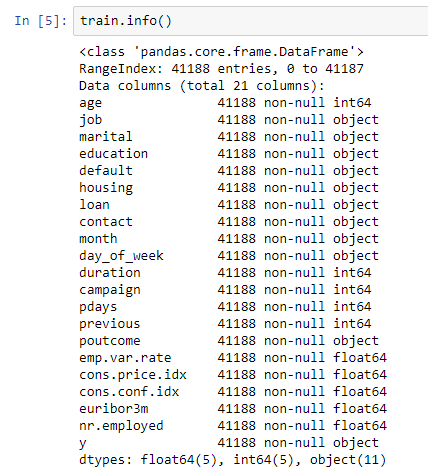 In [5]: train.info()
<class 'pandas.core.frame.DataFrame'>
RangeIndex: 41188 entries, 0 to 41187
Data columns (total 21 columns):
age 41188 non-null int64
job 41188 non-null object
marital 41188 non-null object
education 41188 non-null object
default 41188 non-null object
housing 41188 non-null object
loan 41188 non-null object
contact 41188 non-null object
month 41188 non-null object
day_of_week 41188 non-null object
duration 41188 non-null int64
campaign 41188 non-null int64
pdays 41188 non-null int64
previous 41188 non-null int64
poutcome 41188 non-null object
emp.var.rate 41188 non-null float64
cons.price.idx 41188 non-null float64
cons.conf.idx 41188 non-null float64
euribor3m 41188 non-null float64
nr.employed 41188 non-null float64
y 41188 non-null object
dtypes: float64(5), int64(5), object(11)